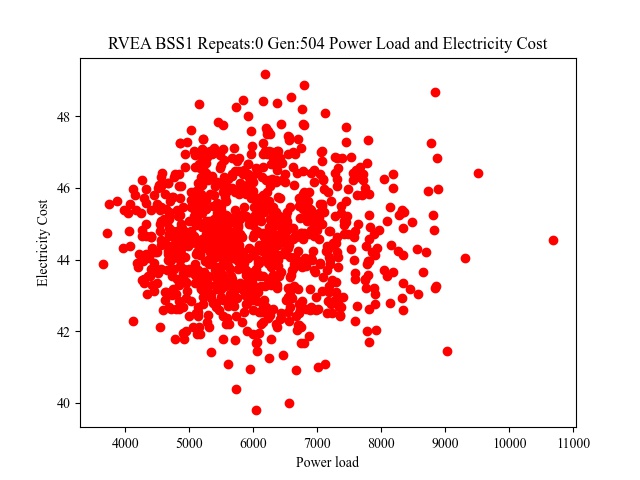 RVEA BSS1 Repeats:0 Gen:504 Power Load and Electricity Cost
48
46
44
42
40
Electricity Cost
4000 5000 6000 7000 8000 9000 10000 11000
Power load